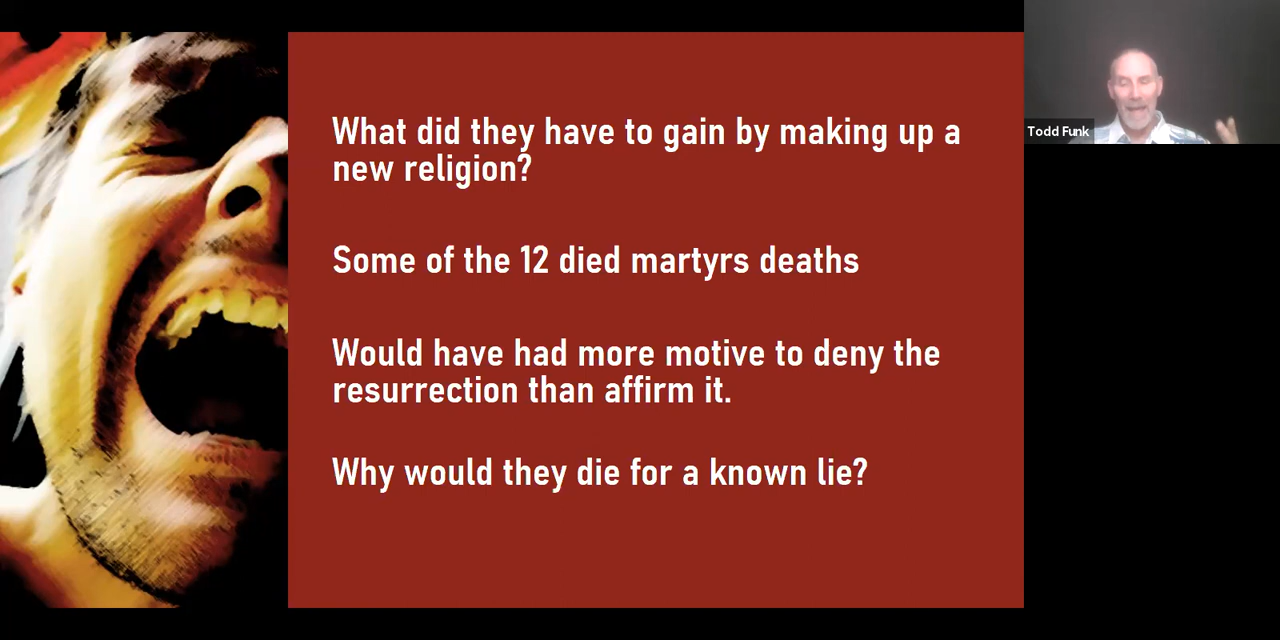 What did they have to gain by making up a
new religion?
Some of the 12 died martyrs deaths
Would have had more motive to deny the
resurrection than affirm it.
Why would they die for a known lie?
Todd Funk